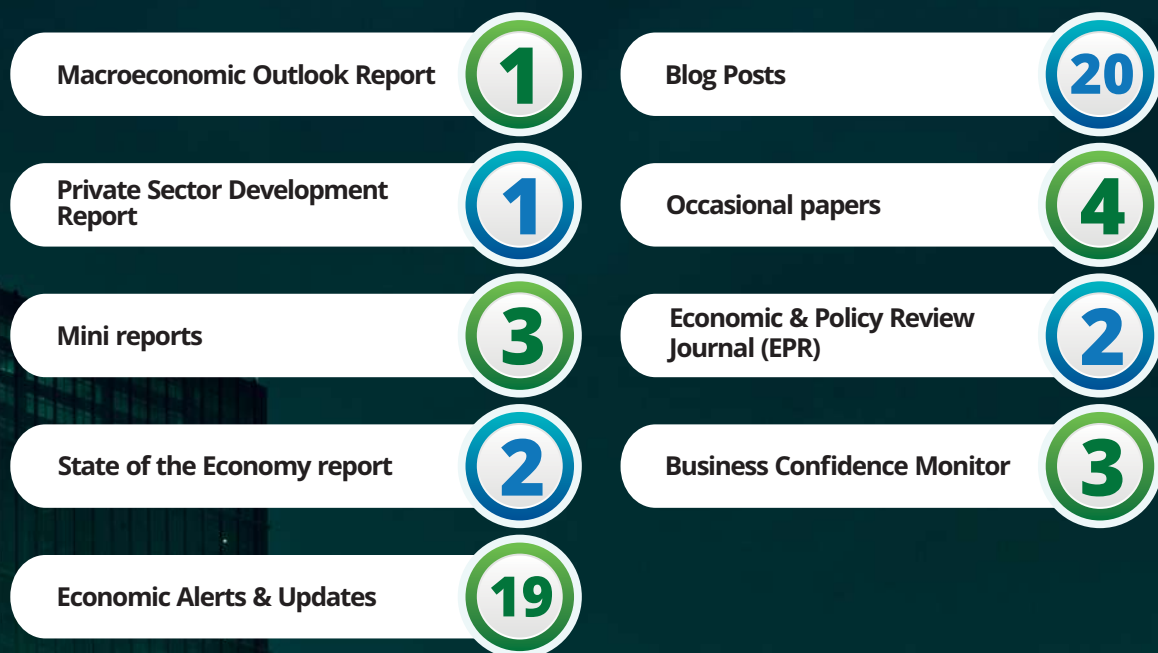 Macroeconomic Outlook Report
1
Private Sector Development
Report
1
Mini reports
3
State of the Economy report
2
Economic Alerts & Updates
19
Blog Posts
20
Occasional papers
4
Economic & Policy Review
Journal (EPR)
2
Business Confidence Monitor
3